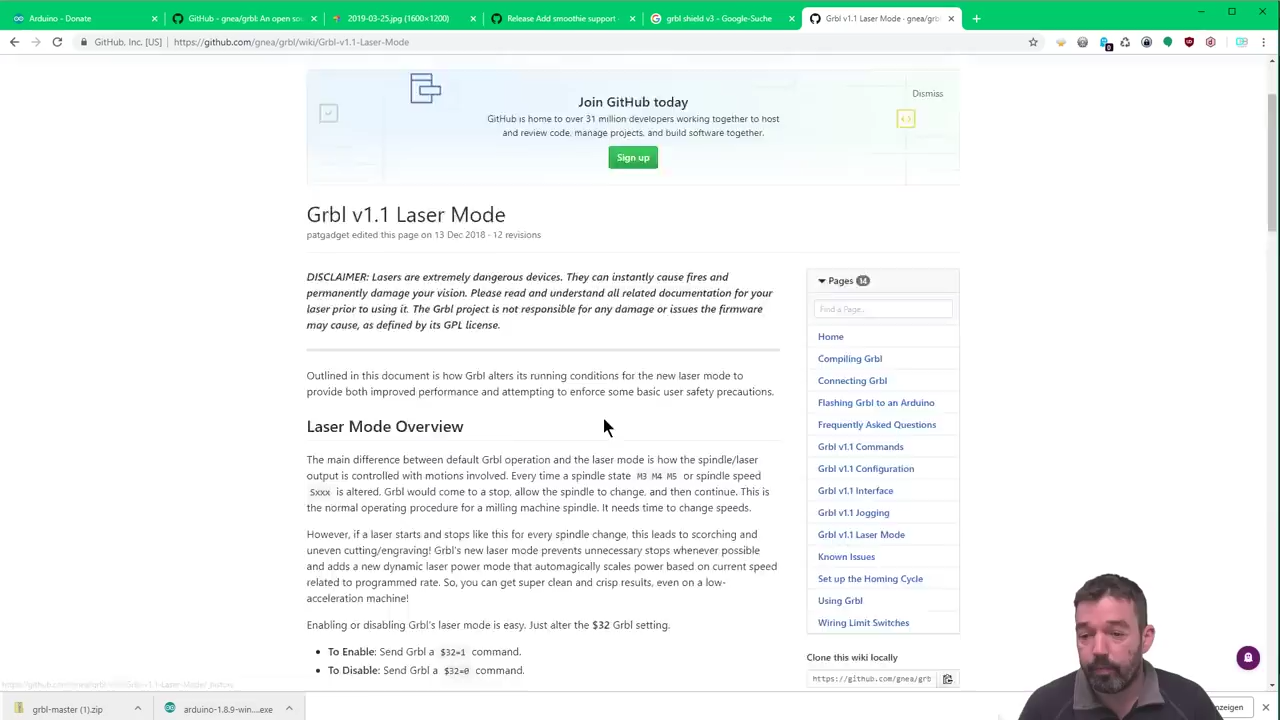 Arduino - Donate
GitHub - gnea/grbl: An open so
2019-03-25.jpg (1600×1200)
Release Add smoothie support
grbl shield v3 - Google-Suche
Grbl v1.1 Laser Mode · gnea/grb
GitHub, Inc. [US]
https://github.com/gnea/grbl/wiki/Grbl-v1.1-Laser-Mode
Dismiss
Join GitHub today
GitHub is home to over 31 million developers working together to host
and review code, manage projects, and build software together.
Sign up
Grbl v1.1 Laser Mode
patgadget edited this page on 13 Dec 2018 · 12 revisions
DISCLAIMER: Lasers are extremely dangerous devices. They can instantly cause fires and
permanently damage your vision. Please read and understand all related documentation for your
laser prior to using it. The Grbl project is not responsible for any damage or issues the firmware
may cause, as defined by its GPL license.
Outlined in this document is how Grbl alters its running conditions for the new laser mode to
provide both improved performance and attempting to enforce some basic user safety precautions.
Laser Mode Overview
The main difference between default Grbl operation and the laser mode is how the spindle/laser
output is controlled with motions involved. Every time a spindle state M3 M4 M5 or spindle speed
Sxxx is altered, Grbl would come to a stop, allow the spindle to change, and then continue. This is
the normal operating procedure for a milling machine spindle. It needs time to change speeds.
However, if a laser starts and stops like this for every spindle change, this leads to scorching and
uneven cutting/engraving! Grbl's new laser mode prevents unnecessary stops whenever possible
and adds a new dynamic laser power mode that automagically scales power based on current speed
related to programmed rate. So, you can get super clean and crisp results, even on a low-
acceleration machine!
Enabling or disabling Grbl's laser mode is easy. Just alter the $32 Grbl setting.
• To Enable: Send Grbl a $32=1 command.
• To Disable: Send Grbl a $32=0 command.
Pages 14
Find a Page…
Home
Compiling Grbl
Connecting Grbl
Flashing Grbl to an Arduino
Frequently Asked Questions
Grbl v1.1 Commands
Grbl v1.1 Configuration
Grbl v1.1 Interface
Grbl v1.1 Jogging
Grbl v1.1 Laser Mode
Known Issues
Set up the Homing Cycle
Using Grbl
Wiring Limit Switches
Clone this wiki locally
https://github.com/gnea/grb
grbl-master (1).zip
arduino-1.8.9-win....exe
nzeigen